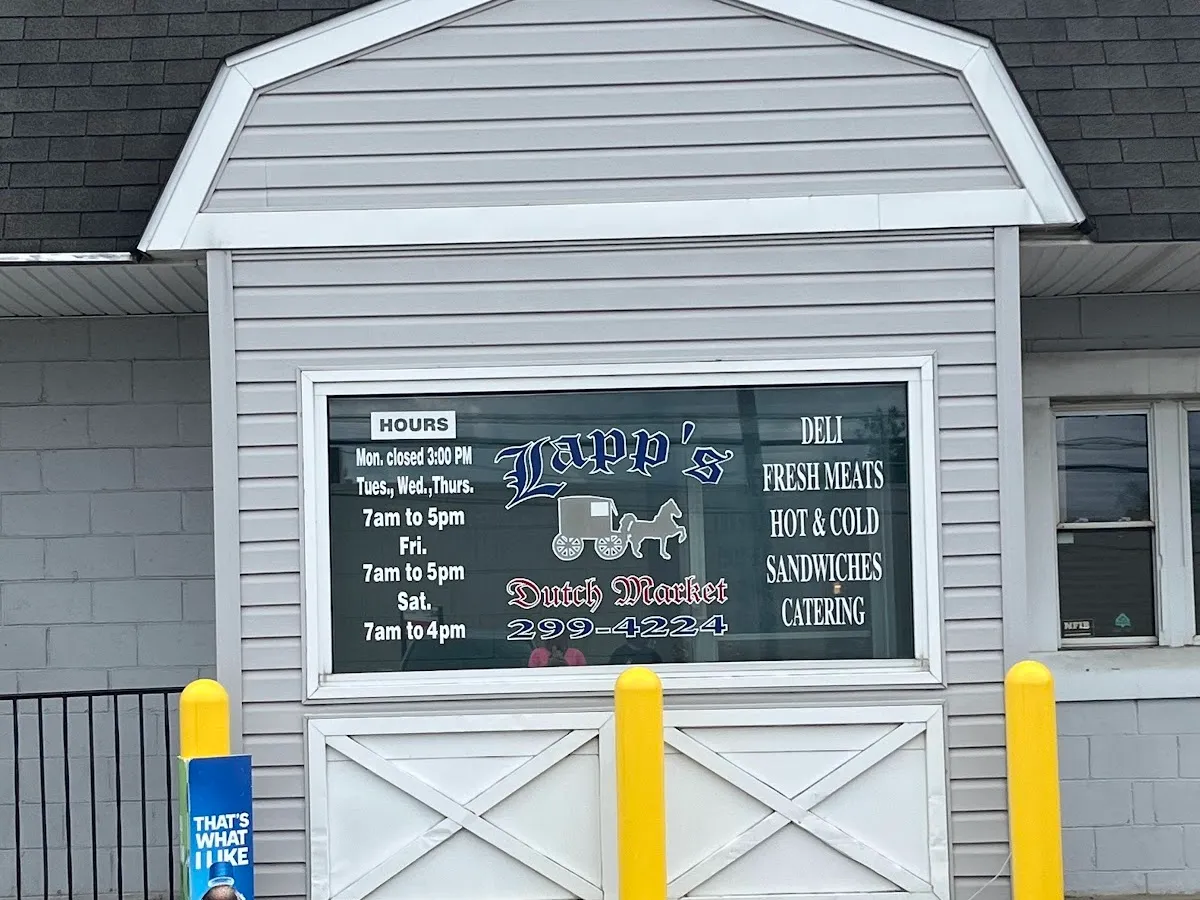 HOURS
Mon. closed 3:00 PM
Tues., Wed.,Thurs.
7am to 5pm
Fri.
7am to 5pm
Sat.
7am to 4pm
Lapp's
Dutch Market
299-4224
DELI
FRESH MEATS
HOT & COLD
SANDWICHES
CATERING
NFIB
THAT'S
WHAT
I LIKE